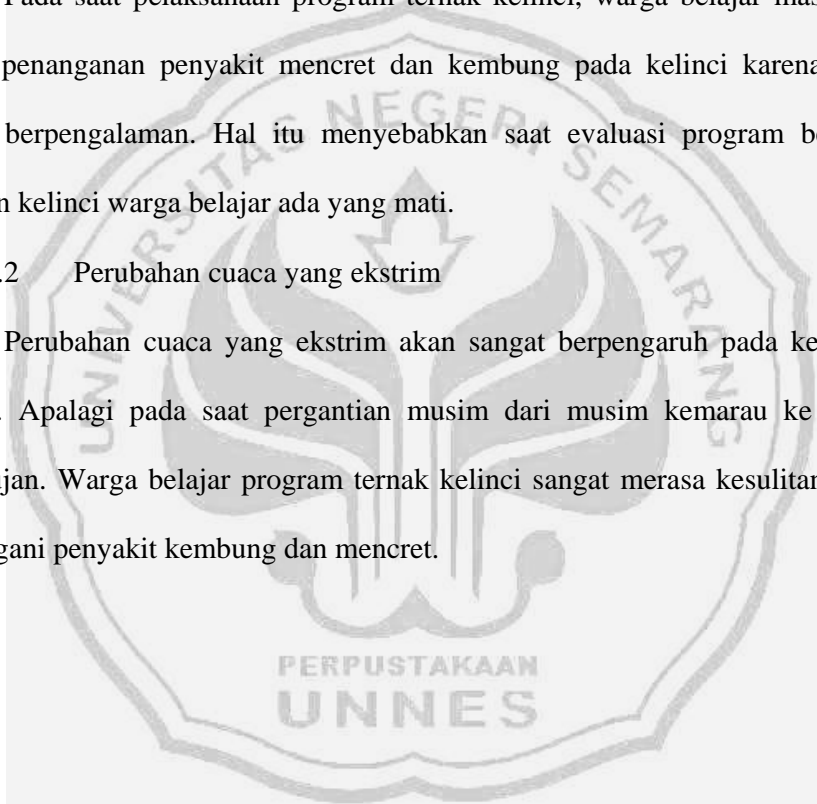 Pada saat pelaksanaan program ternak kelinci, warga belajar mas
penanganan penyakit mencret dan kembung pada kelinci karena
berpengalaman. Hal itu menyebabkan saat evaluasi program be
n kelinci warga belajar ada yang mati.
.2 Perubahan cuaca yang ekstrim
Perubahan cuaca yang ekstrim akan sangat berpengaruh pada ke
. Apalagi pada saat pergantian musim dari musim kemarau ke
jan. Warga belajar program ternak kelinci sangat merasa kesulitan
gani penyakit kembung dan mencret.
UNIVERSITAS NEGERI SEMARANG
PERPUSTAKAAN
UNNES